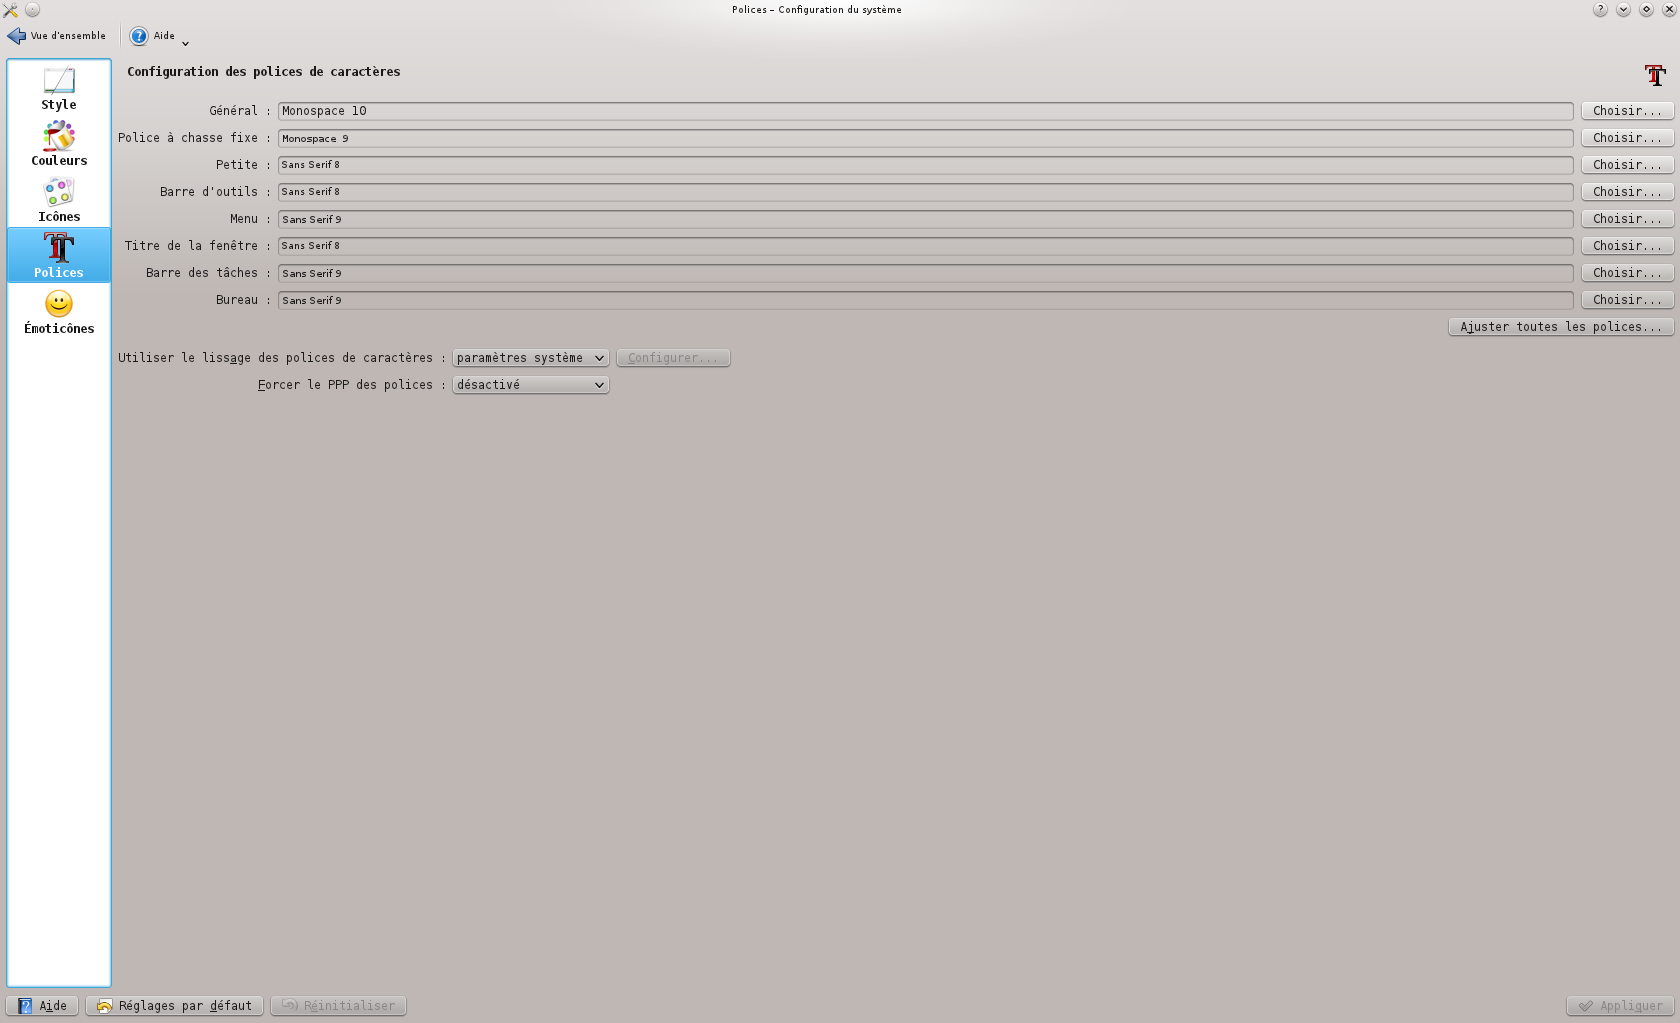 Polices – Configuration du système
Vue d'ensemble Aide
Configuration des polices de caractères
Style
Couleurs
Icônes
Polices
Émoticônes
Général : Monospace 10 Choisir...
Police à chasse fixe : Monospace 9 Choisir...
Petite : Sans Serif 8 Choisir...
Barre d'outils : Sans Serif 8 Choisir...
Menu : Sans Serif 9 Choisir...
Titre de la fenêtre : Sans Serif 8 Choisir...
Barre des tâches : Sans Serif 9 Choisir...
Bureau : Sans Serif 9 Choisir...
Ajuster toutes les polices...
Utiliser le lissage des polices de caractères : paramètres système Configurer...
Forcer le PPP des polices : désactivé
Aide Réglages par défaut Réinitialiser Appliquer